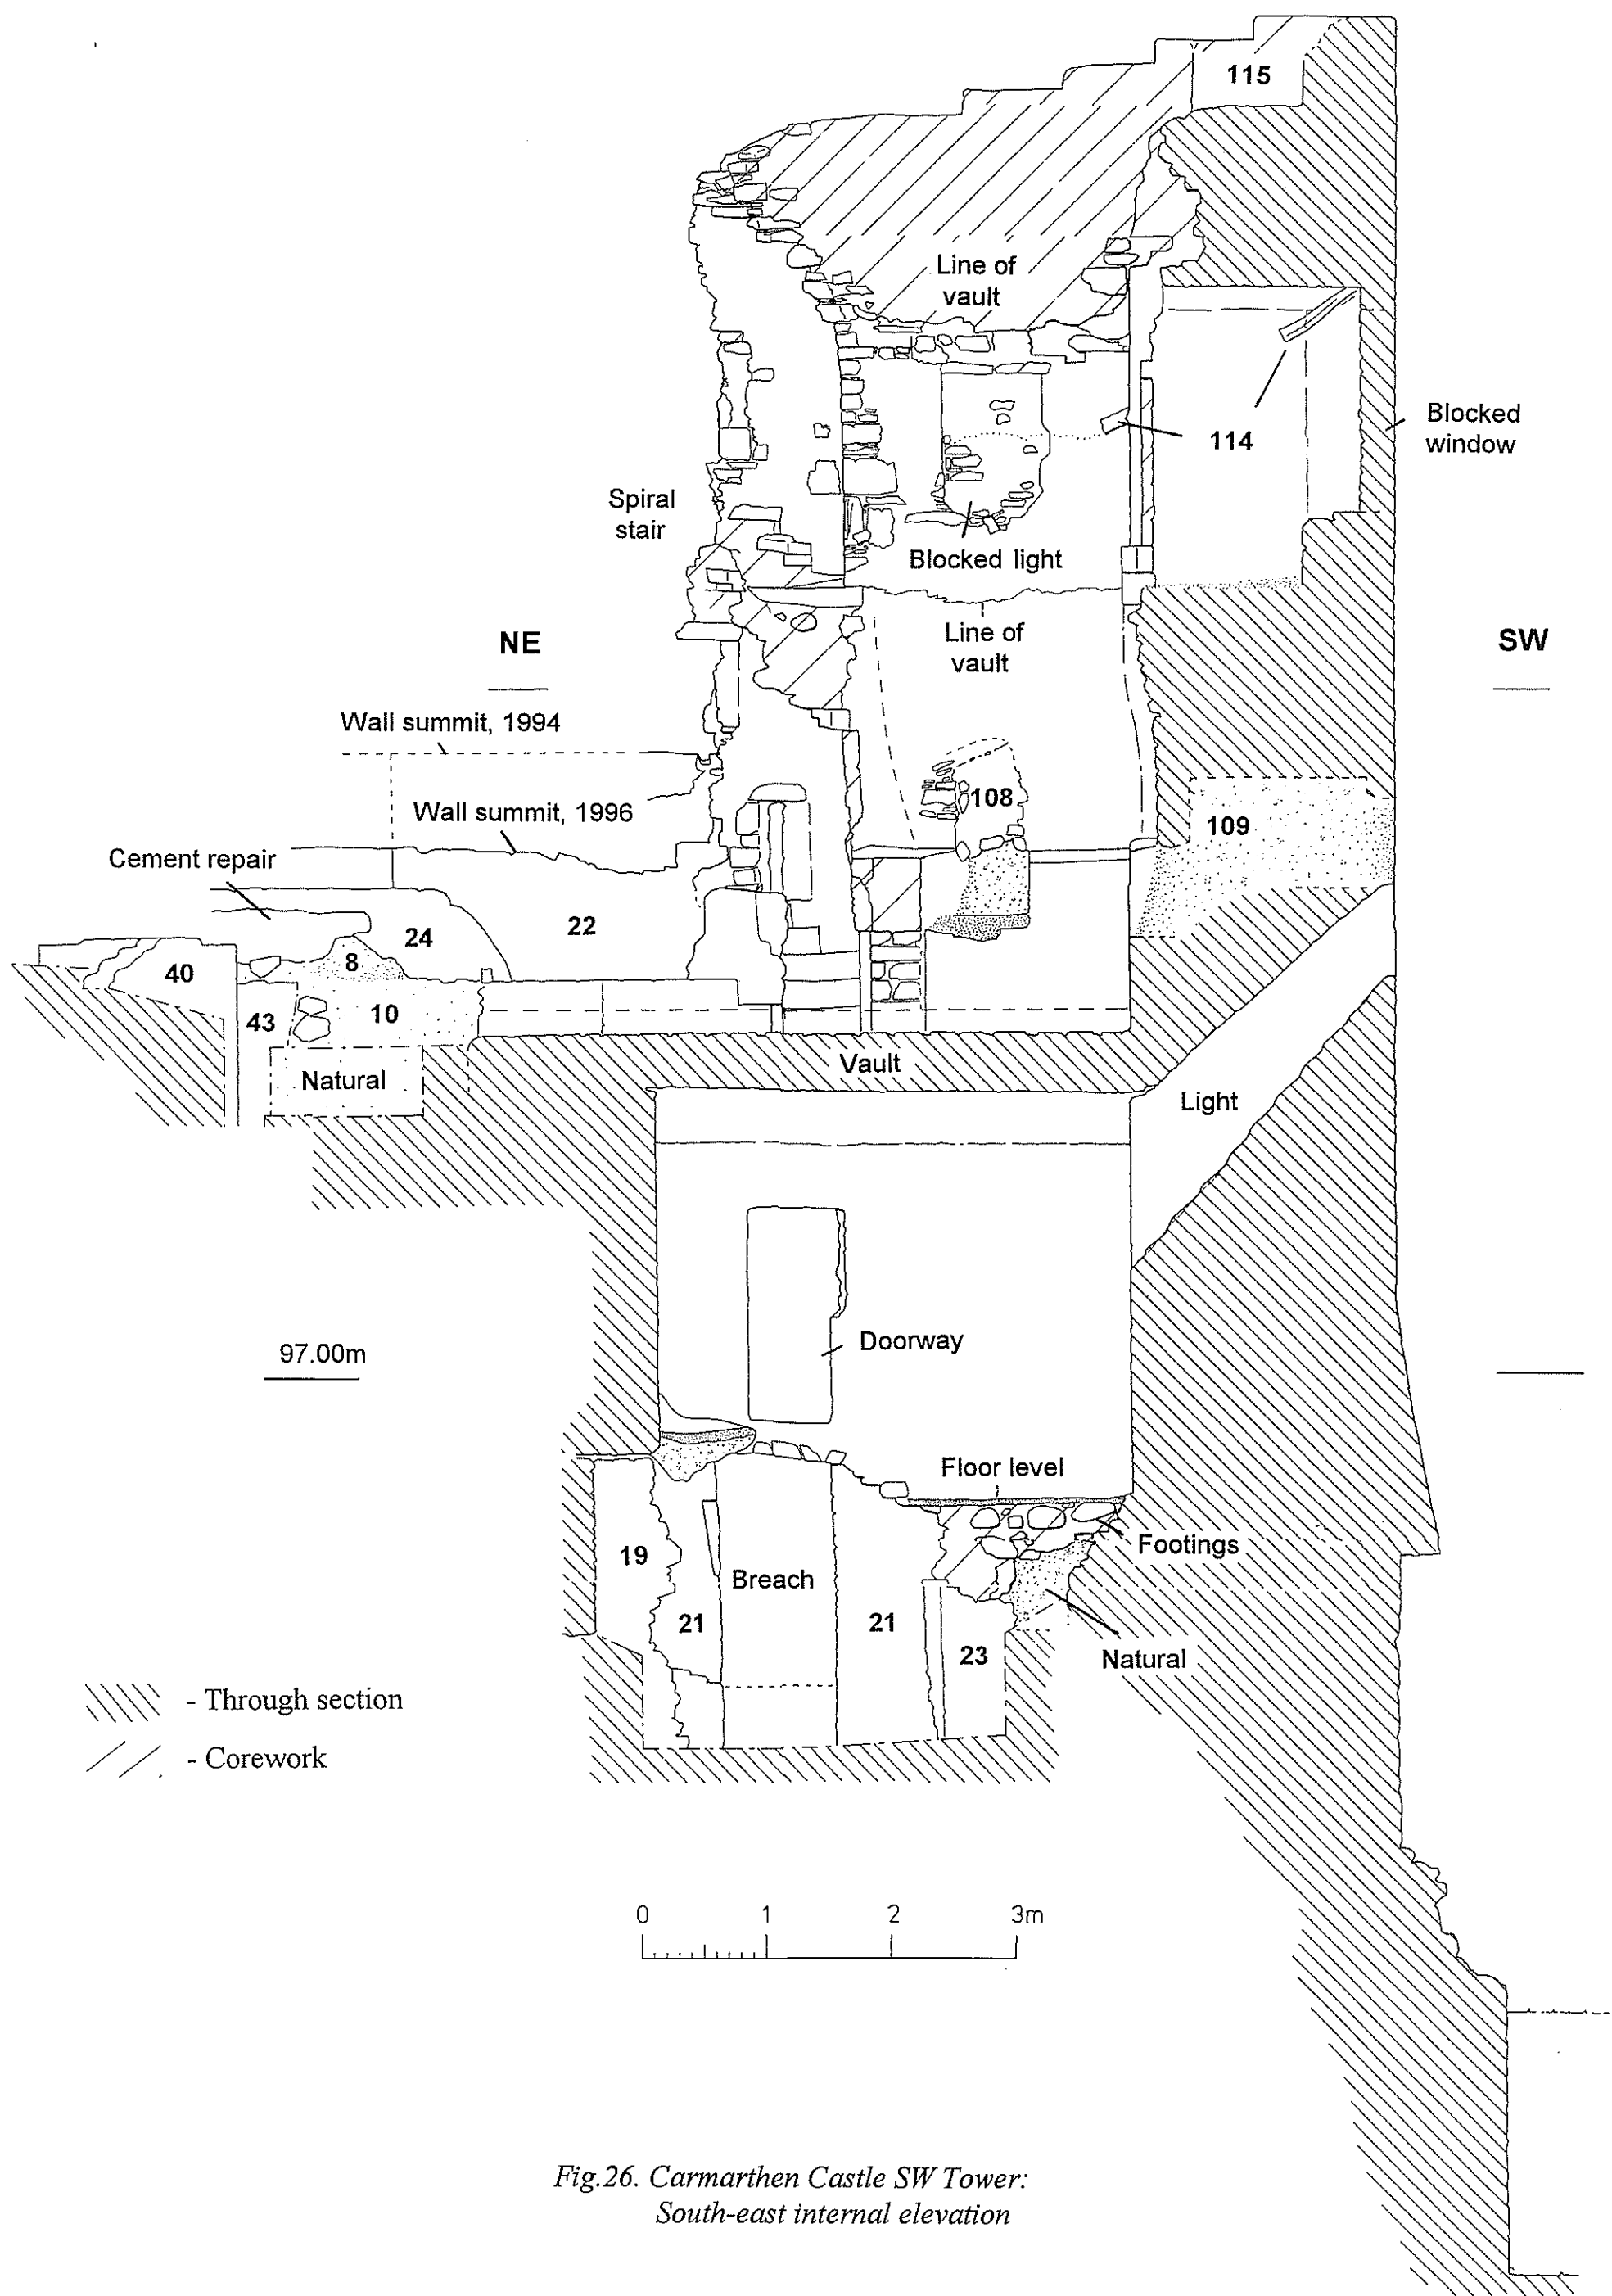 115
Line of
vault
Blocked
window
114
Spiral
stair
Blocked light
NE
Line of
vault
SW
Wall summit, 1994
108
Wall summit, 1996
109
Cement repair
24
22
8
40
43
10
Vault
Natural
Light
97.00m
Doorway
Floor level
Footings
19
Breach
21
21
23
Natural
- Through section
- Corework
0 1 2 3m
Fig.26. Carmarthen Castle SW Tower:
South-east internal elevation